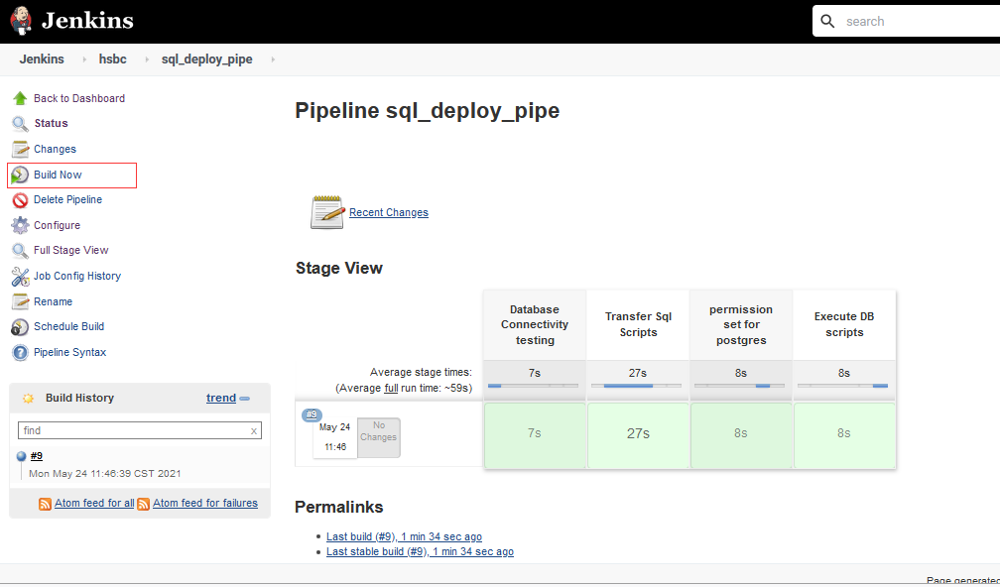 Jenkins
search
Jenkins
hsbc
sql_deploy_pipe
Back to Dashboard
Status
Changes
Build Now
Delete Pipeline
Configure
Full Stage View
Job Config History
Rename
Schedule Build
Pipeline Syntax
Build History
trend
find
x
#9
Mon May 24 11:46:39 CST 2021
Atom feed for all
Atom feed for failures
Pipeline sql_deploy_pipe
Recent Changes
Stage View
Database
Connectivity
testing
Transfer Sql
Scripts
permission
set for
postgres
Execute DB
scripts
Average stage times:
(Average full run time: ~59s)
7s
27s
8s
8s
#9
May 24
11:46
No
Changes
7s
27s
8s
8s
Permalinks
Last build (#9), 1 min 34 sec ago
Last stable build (#9), 1 min 34 sec ago
Page generated